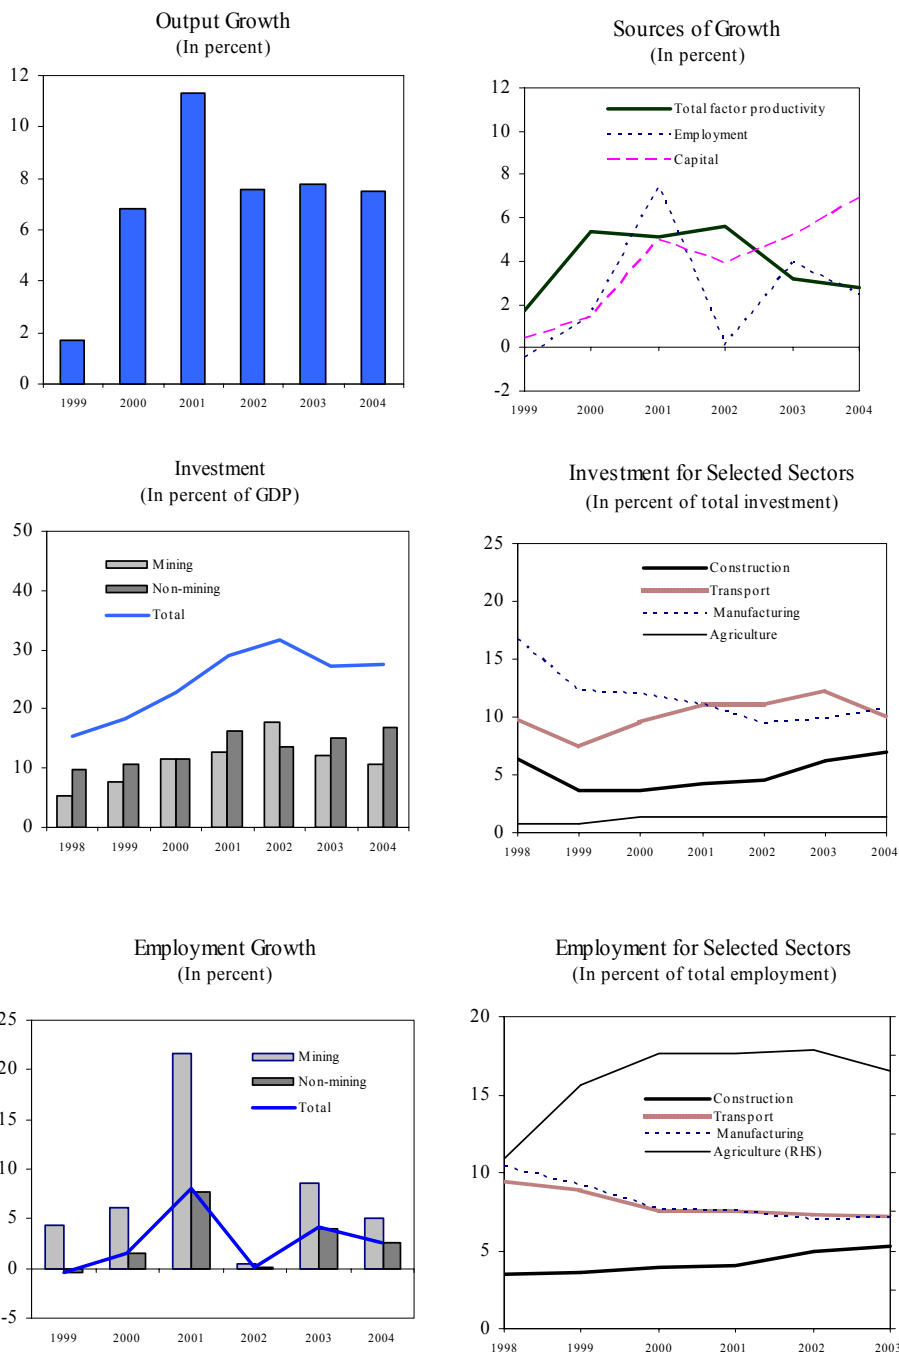 Output Growth
(In percent)
12
10
8
6
4
2
0
1999 2000 2001 2002 2003 2004
Sources of Growth
(In percent)
12
10
8
6
4
2
0
-2
Total factor productivity
Employment
Capital
1999 2000 2001 2002 2003 2004
Investment
(In percent of GDP)
50
40
30
20
10
0
Mining
Non-mining
Total
1998 1999 2000 2001 2002 2003 2004
Investment for Selected Sectors
(In percent of total investment)
25
20
15
10
5
0
Construction
Transport
Manufacturing
Agriculture
1998 1999 2000 2001 2002 2003 2004
Employment Growth
(In percent)
25
20
15
10
5
0
-5
Mining
Non-mining
Total
1999 2000 2001 2002 2003 2004
Employment for Selected Sectors
(In percent of total employment)
20
15
10
5
0
Construction
Transport
Manufacturing
Agriculture (RHS)
1998 1999 2000 2001 2002 2003